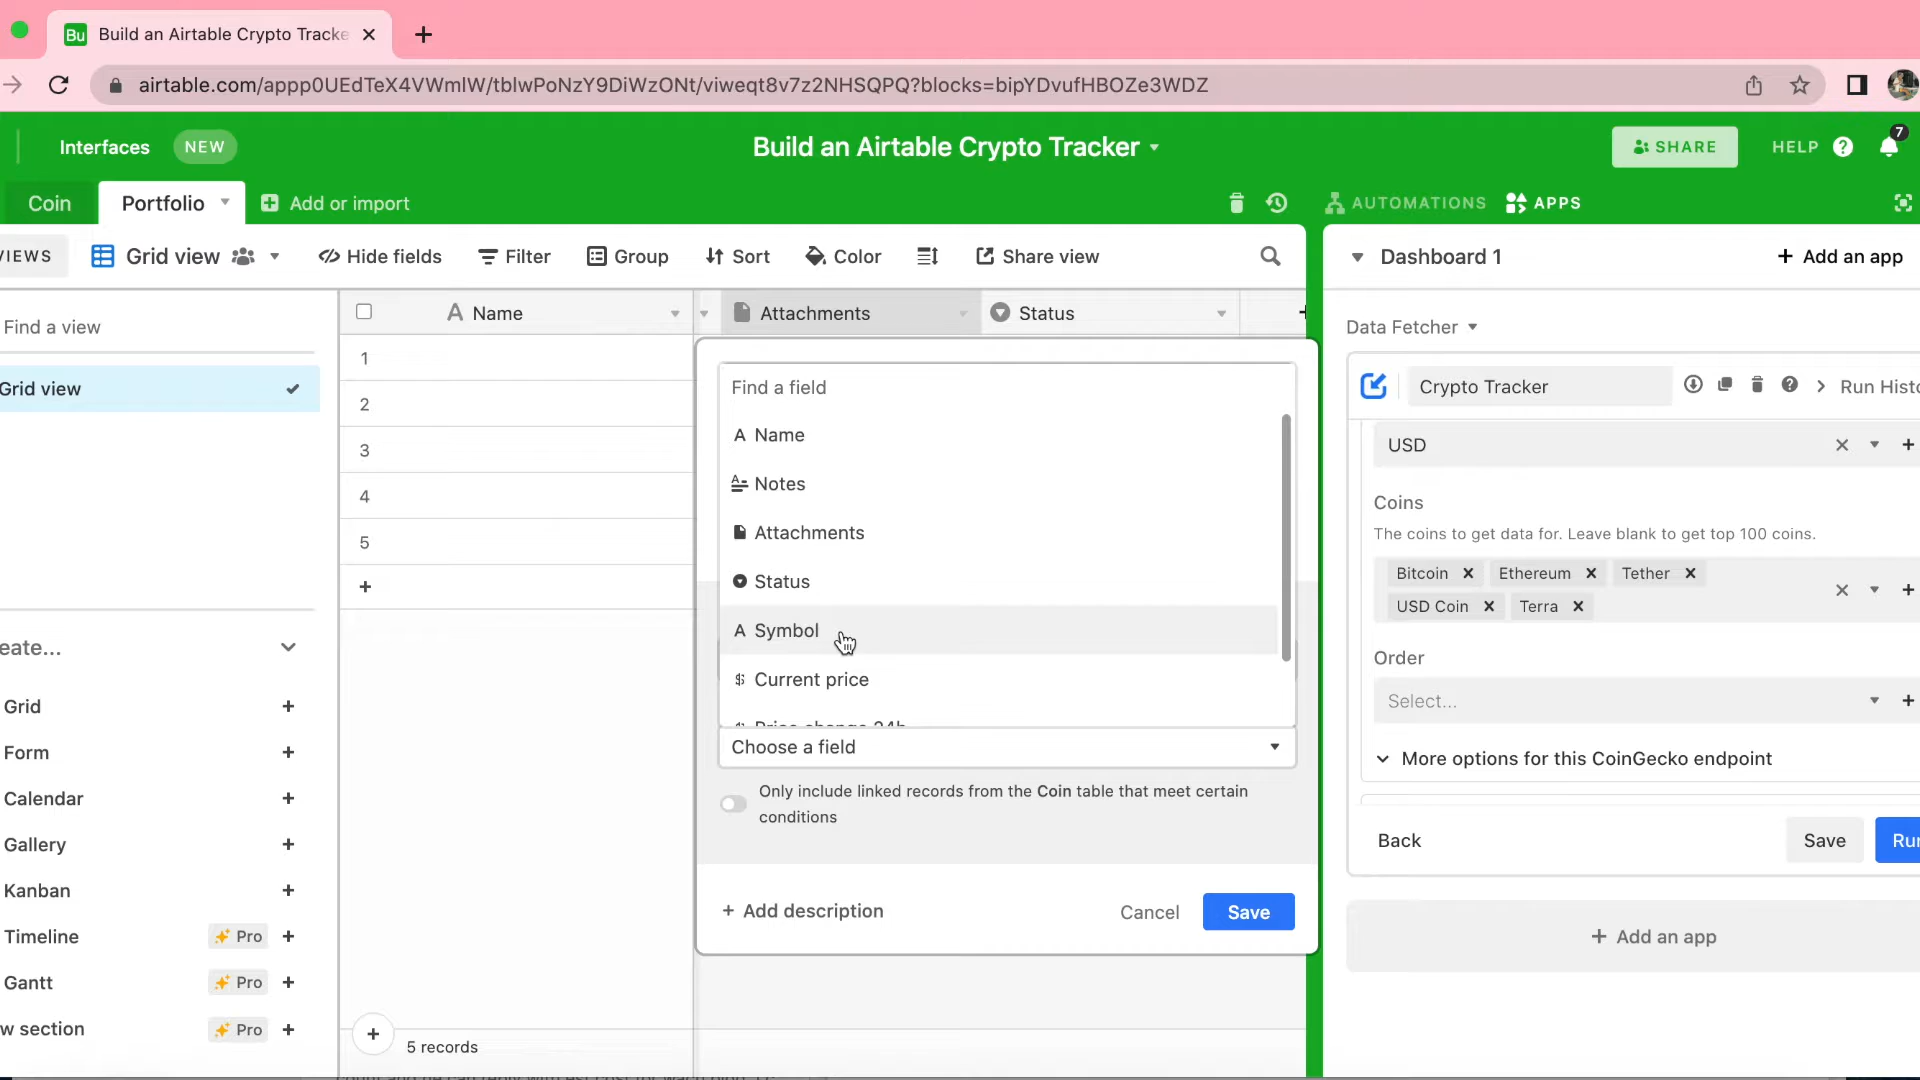 Bu Build an Airtable Crypto Tracke
airtable.com/appp0UEdTeX4VWmlW/tblwPoNzY9DiWzONt/viweqt8v7z2NHSQPQ?blocks=bipYDvufHBOZe3WDZ
Interfaces NEW
Build an Airtable Crypto Tracker
SHARE
HELP
7
Coin
Portfolio
Add or import
AUTOMATIONS
APPS
VIEWS
Grid view
Hide fields
Filter
Group
Sort
Color
Share view
Dashboard 1
+ Add an app
Find a view
Grid view
eate...
Grid
Form
Calendar
Gallery
Kanban
Timeline Pro
Gantt Pro
w section Pro
Name
Attachments
Status
1
2
3
4
5
5 records
Find a field
Name
Notes
Attachments
Status
Symbol
Current price
Price change 24h
Choose a field
Only include linked records from the Coin table that meet certain
conditions
+ Add description
Cancel
Save
Data Fetcher
Crypto Tracker
Run Histo
USD
Coins
The coins to get data for. Leave blank to get top 100 coins.
Bitcoin Ethereum Tether
USD Coin Terra
Order
Select...
More options for this CoinGecko endpoint
Back
Save
Run
+ Add an app